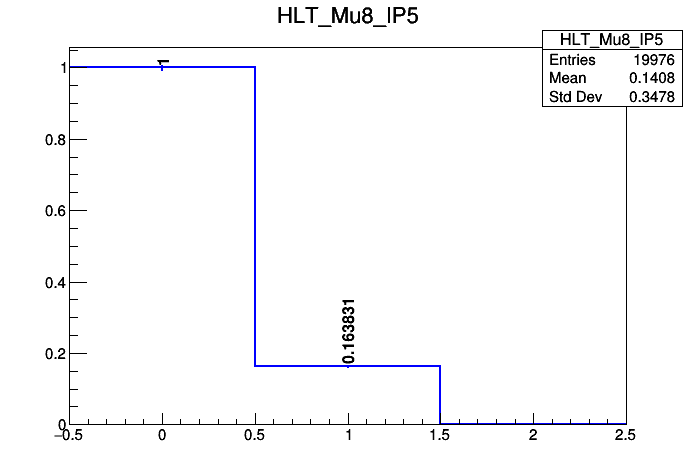 HLT_Mu8_IP5
HLT_Mu8_IP5
Entries 19976
Mean 0.1408
Std Dev 0.3478
1
0.8
0.6
0.4
0.2
0
1
0.163831
−0.5 0 0.5 1 1.5 2 2.5